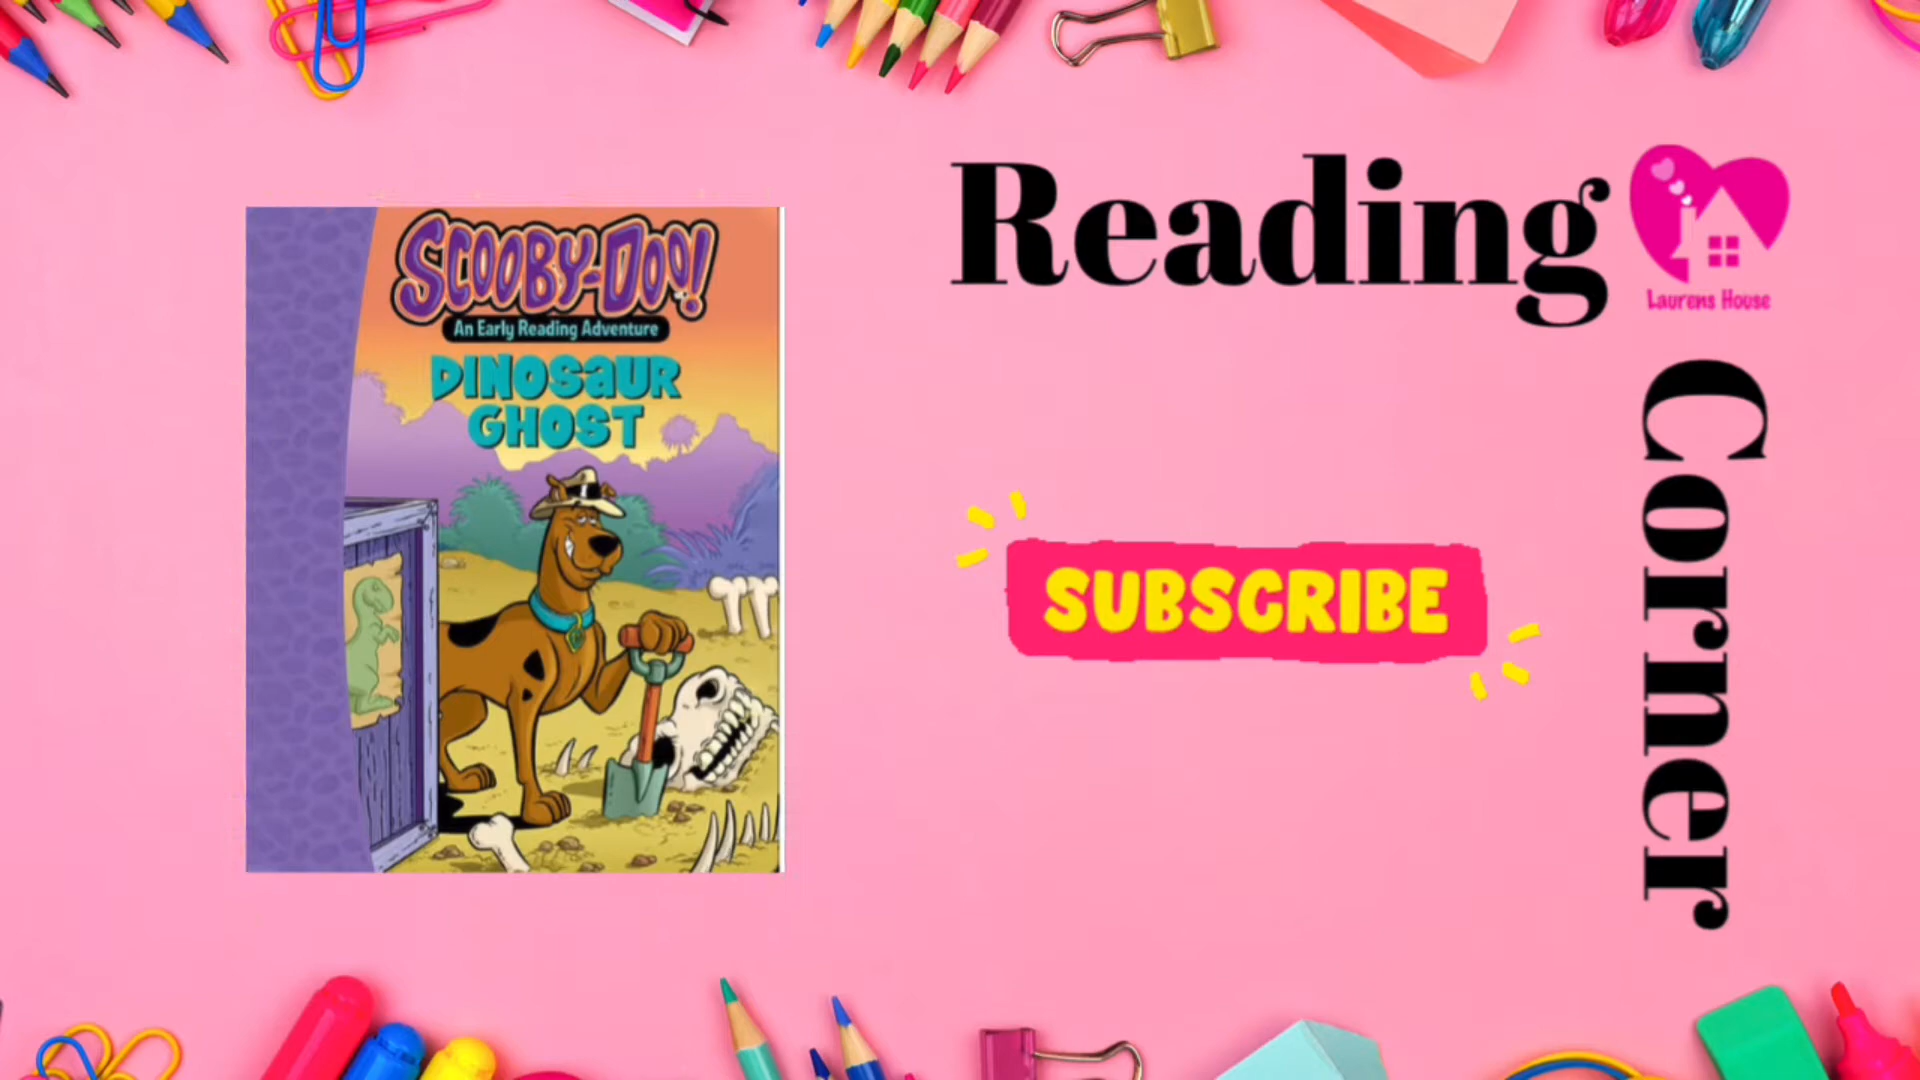 SCOOBY-DOO!
An Early Reading Adventure
DINOSAUR
GHOST
Reading
Laurens House
Corner
SUBSCRIBE